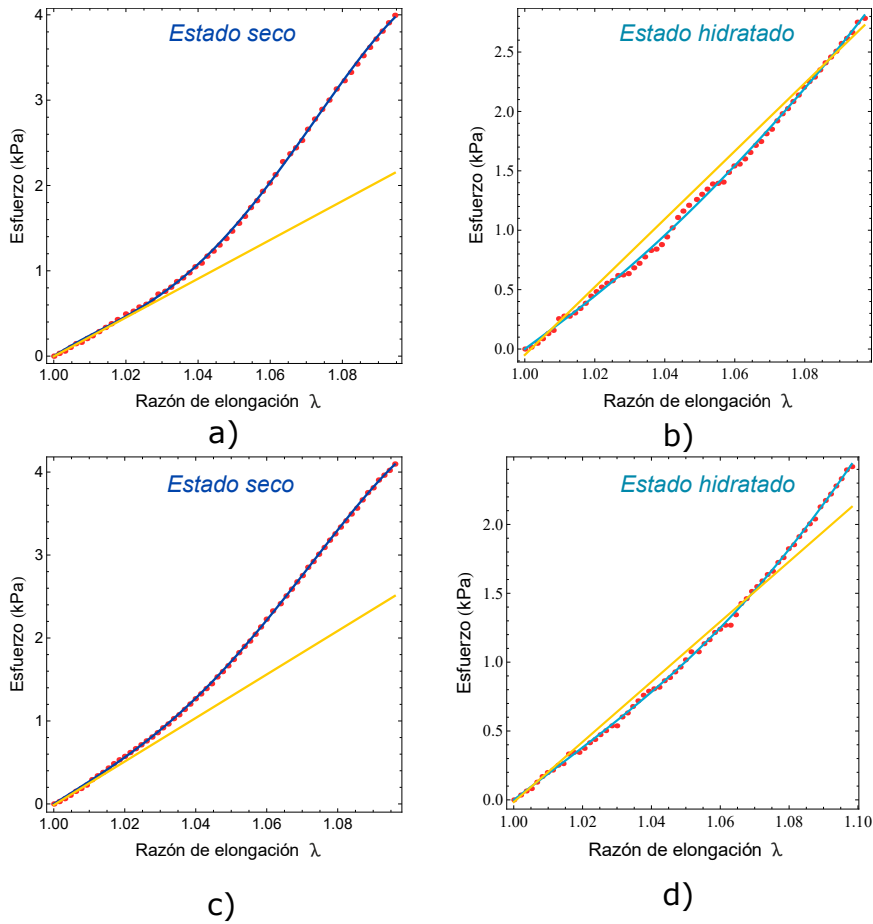 Estado seco
Esfuerzo (kPa)
4
3
2
1
0
1.00 1.02 1.04 1.06 1.08
Razón de elongación λ
a)
Estado hidratado
Esfuerzo (kPa)
2.5
2.0
1.5
1.0
0.5
0.0
1.00 1.02 1.04 1.06 1.08
Razón de elongación λ
b)
Estado seco
Esfuerzo (kPa)
4
3
2
1
0
1.00 1.02 1.04 1.06 1.08
Razón de elongación λ
c)
Estado hidratado
Esfuerzo (kPa)
2.0
1.5
1.0
0.5
0.0
1.00 1.02 1.04 1.06 1.08 1.10
Razón de elongación λ
d)